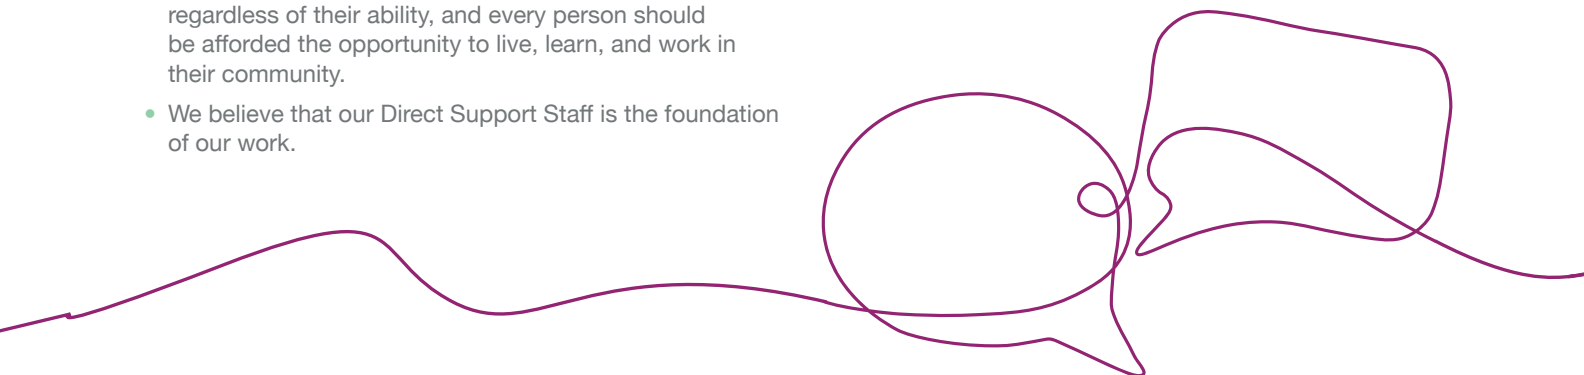 regardless of their ability, and every person should
be afforded the opportunity to live, learn, and work in
their community.
• We believe that our Direct Support Staff is the foundation
of our work.